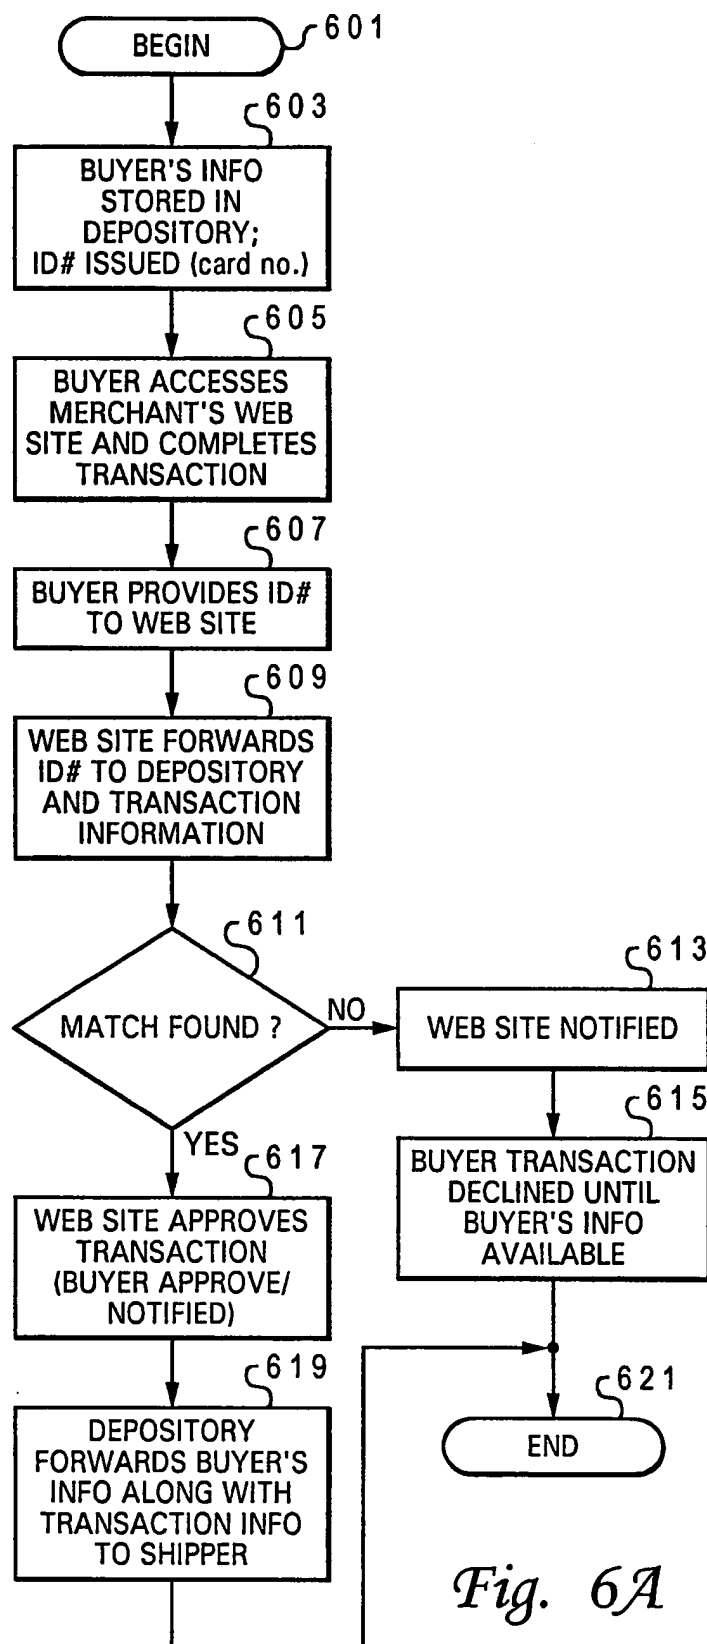 BEGIN
601
603
BUYER'S INFO
STORED IN
DEPOSITORY;
ID# ISSUED (card no.)
605
BUYER ACCESSES
MERCHANT'S WEB
SITE AND COMPLETES
TRANSACTION
607
BUYER PROVIDES ID#
TO WEB SITE
609
WEB SITE FORWARDS
ID# TO DEPOSITORY
AND TRANSACTION
INFORMATION
611
MATCH FOUND ?
NO
613
WEB SITE NOTIFIED
615
BUYER TRANSACTION
DECLINED UNTIL
BUYER'S INFO
AVAILABLE
YES
617
WEB SITE APPROVES
TRANSACTION
(BUYER APPROVE/
NOTIFIED)
619
DEPOSITORY
FORWARDS BUYER'S
INFO ALONG WITH
TRANSACTION INFO
TO SHIPPER
621
END
Fig. 6A